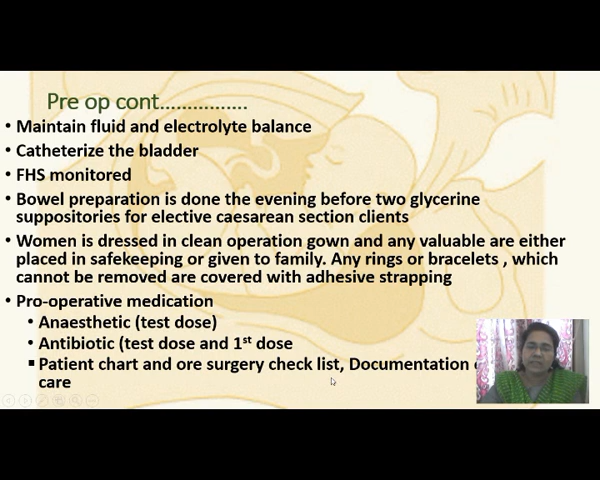 Pre op cont...............
• Maintain fluid and electrolyte balance
• Catheterize the bladder
• FHS monitored
• Bowel preparation is done the evening before two glycerine
suppositories for elective caesarean section clients
• Women is dressed in clean operation gown and any valuable are either
placed in safekeeping or given to family. Any rings or bracelets , which
cannot be removed are covered with adhesive strapping
• Pro-operative medication
• Anaesthetic (test dose)
• Antibiotic (test dose and 1st dose
▪ Patient chart and ore surgery check list, Documentation
care